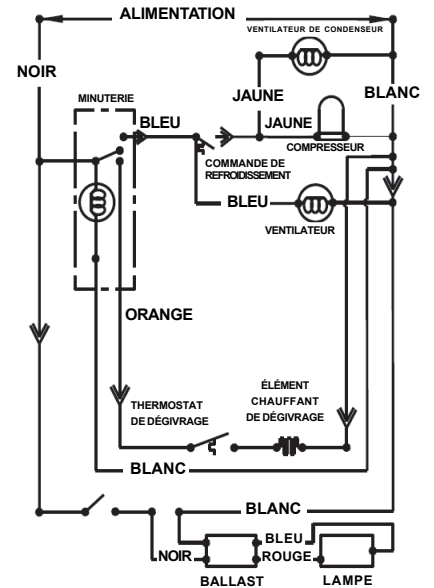 ALIMENTATION
VENTILATEUR DE CONDENSEUR
NOIR
JAUNE
BLANC
MINUTERIE
BLEU
JAUNE
COMPRESSEUR
COMMANDE DE
REFROIDISSEMENT
BLEU
VENTILATEUR
ORANGE
THERMOSTAT
DE DÉGIVRAGE
ÉLÉMENT
CHAUFFANT
DE DÉGIVRAGE
BLANC
BLANC
BLEU
NOIR
ROUGE
BALLAST
LAMPE